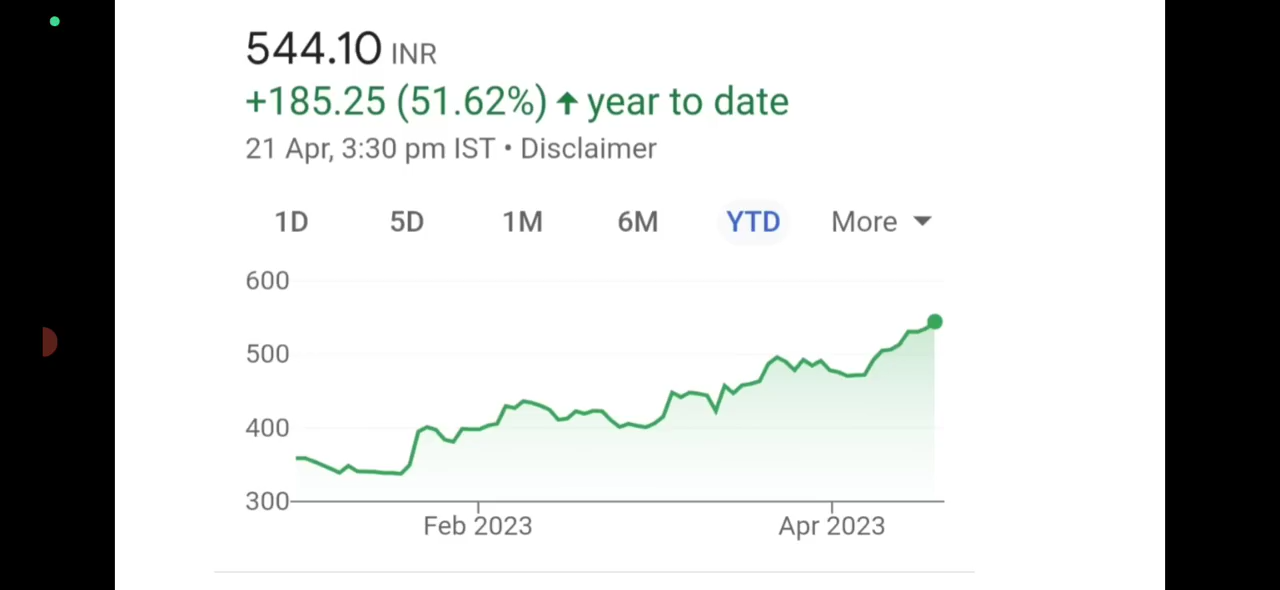 544.10 INR
+185.25 (51.62%) ↑ year to date
21 Apr, 3:30 pm IST • Disclaimer
1D 5D 1M 6M YTD More
600
500
400
300
Feb 2023 Apr 2023